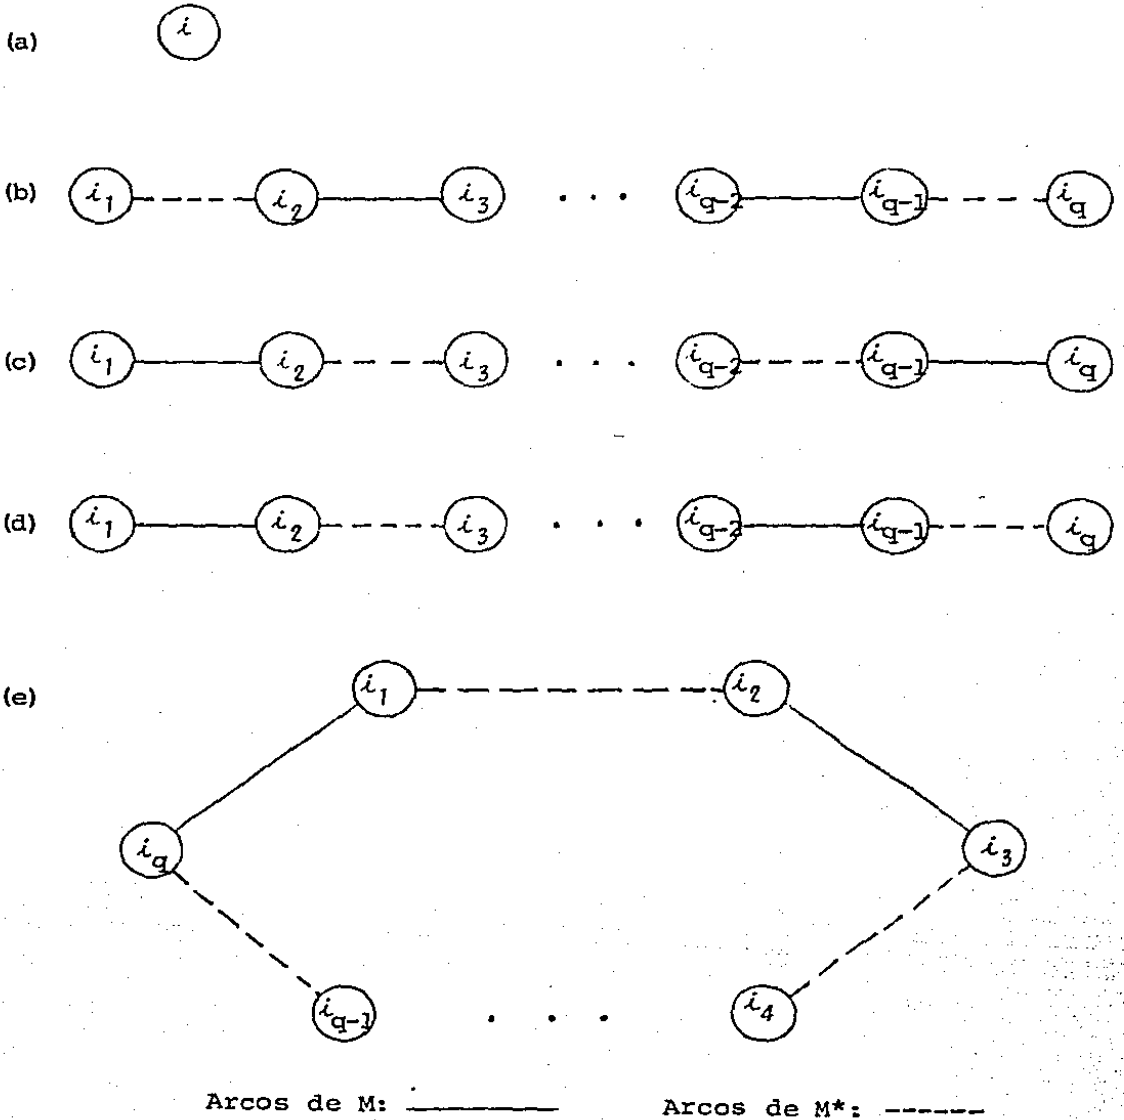 (a) i
(b) i1 i2 i3 . . . iq-2 iq-1 iq
(c) i1 i2 i3 . . . iq-2 iq-1 iq
(d) i1 i2 i3 . . . iq-2 iq-1 iq
(e) i1 i2
iq i3
iq-1 . . . i4
Arcos de M: Arcos de M*: